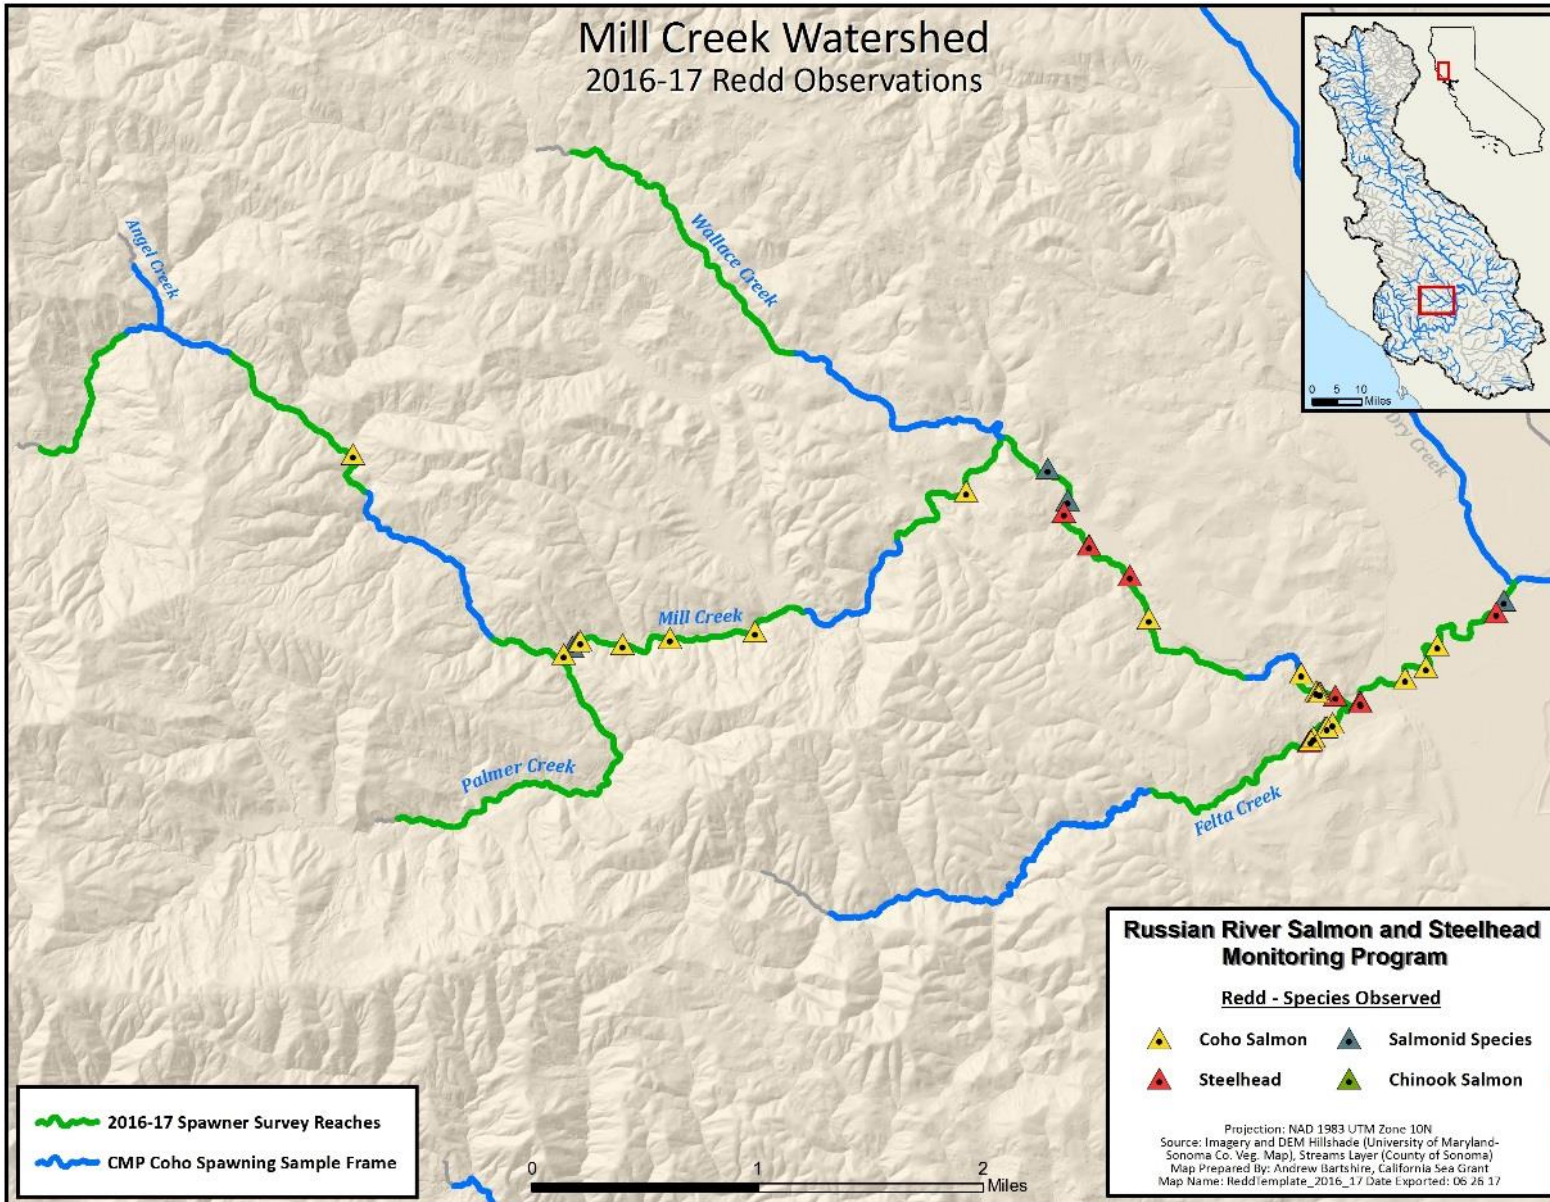 Mill Creek Watershed
2016-17 Redd Observations
Angel Creek
Wallace Creek
Mill Creek
Palmer Creek
Felta Creek
Dry Creek
0 5 10
Miles
Russian River Salmon and Steelhead
Monitoring Program
Redd - Species Observed
Coho Salmon
Salmonid Species
Steelhead
Chinook Salmon
Projection: NAD 1983 UTM Zone 10N
Source: Imagery and DEM Hillshade (University of Maryland-
Sonoma Co. Veg. Map), Streams Layer (County of Sonoma)
Map Prepared By: Andrew Bartshire, California Sea Grant
Map Name: ReddTemplate_2016_17 Date Exported: 06 26 17
2016-17 Spawner Survey Reaches
CMP Coho Spawning Sample Frame
0 1 2
Miles